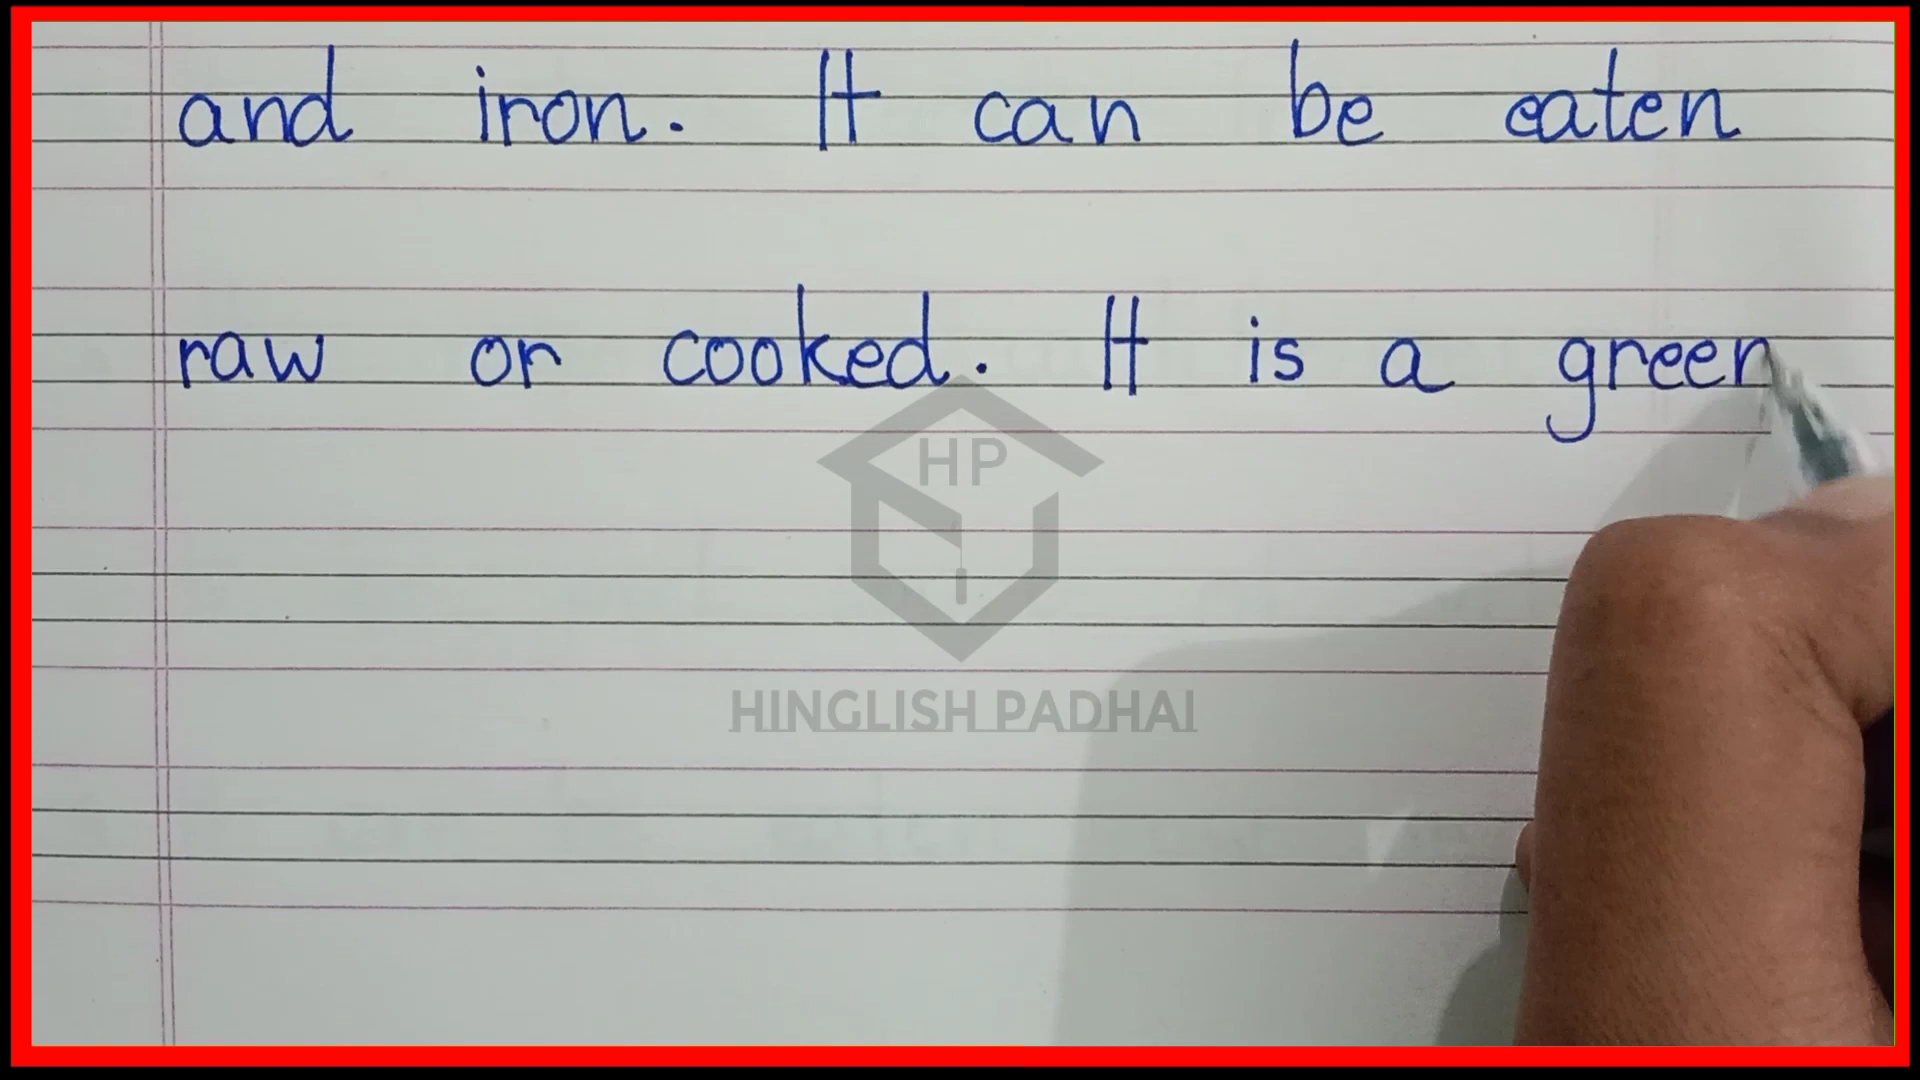 and iron. It can be eaten
raw or cooked. It is a green
HP
HINGLISH PADHAI